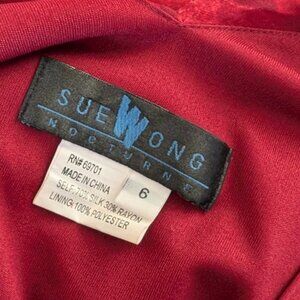 SUE WONG
NOCTURNE
RN# 69701
MADE IN CHINA
SELF: 70% SILK 30% RAYON
LINING: 100% POLYESTER
6